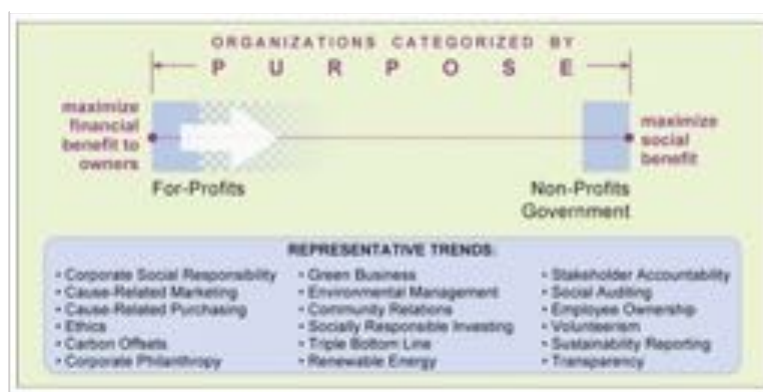 ORGANIZATIONS CATEGORIZED BY
PURPOSE
maximize
financial
benefit to
owners
maximize
social
benefit
For-Profits
Non-Profits
Government
REPRESENTATIVE TRENDS:
• Corporate Social Responsibility
• Cause-Related Marketing
• Cause-Related Purchasing
• Ethics
• Carbon Offsets
• Corporate Philanthropy
• Green Business
• Environmental Management
• Community Relations
• Socially Responsible Investing
• Triple Bottom Line
• Renewable Energy
• Stakeholder Accountability
• Social Auditing
• Employee Ownership
• Volunteerism
• Sustainability Reporting
• Transparency